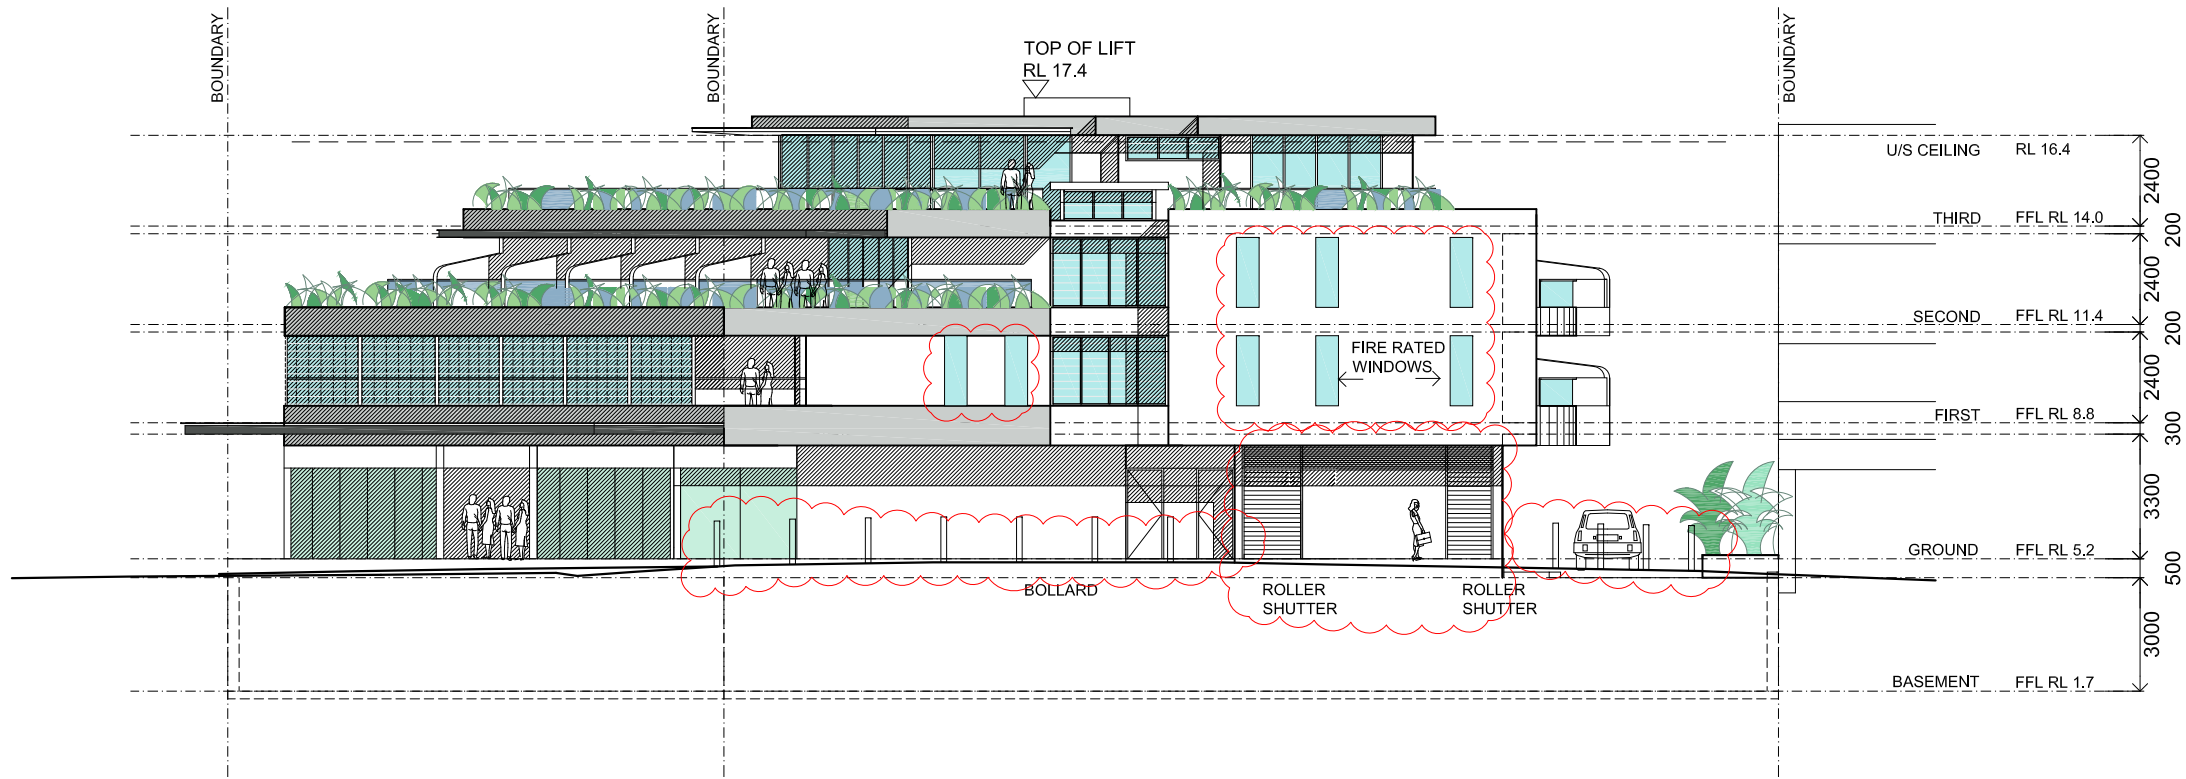 BOUNDARY
BOUNDARY
BOUNDARY
TOP OF LIFT
RL 17.4
U/S CEILING RL 16.4
2400
THIRD FFL RL 14.0
200
2400
SECOND FFL RL 11.4
200
FIRE RATED
WINDOWS
2400
FIRST FFL RL 8.8
300
3300
GROUND FFL RL 5.2
500
BOLLARD
ROLLER
SHUTTER
ROLLER
SHUTTER
3000
BASEMENT FFL RL 1.7